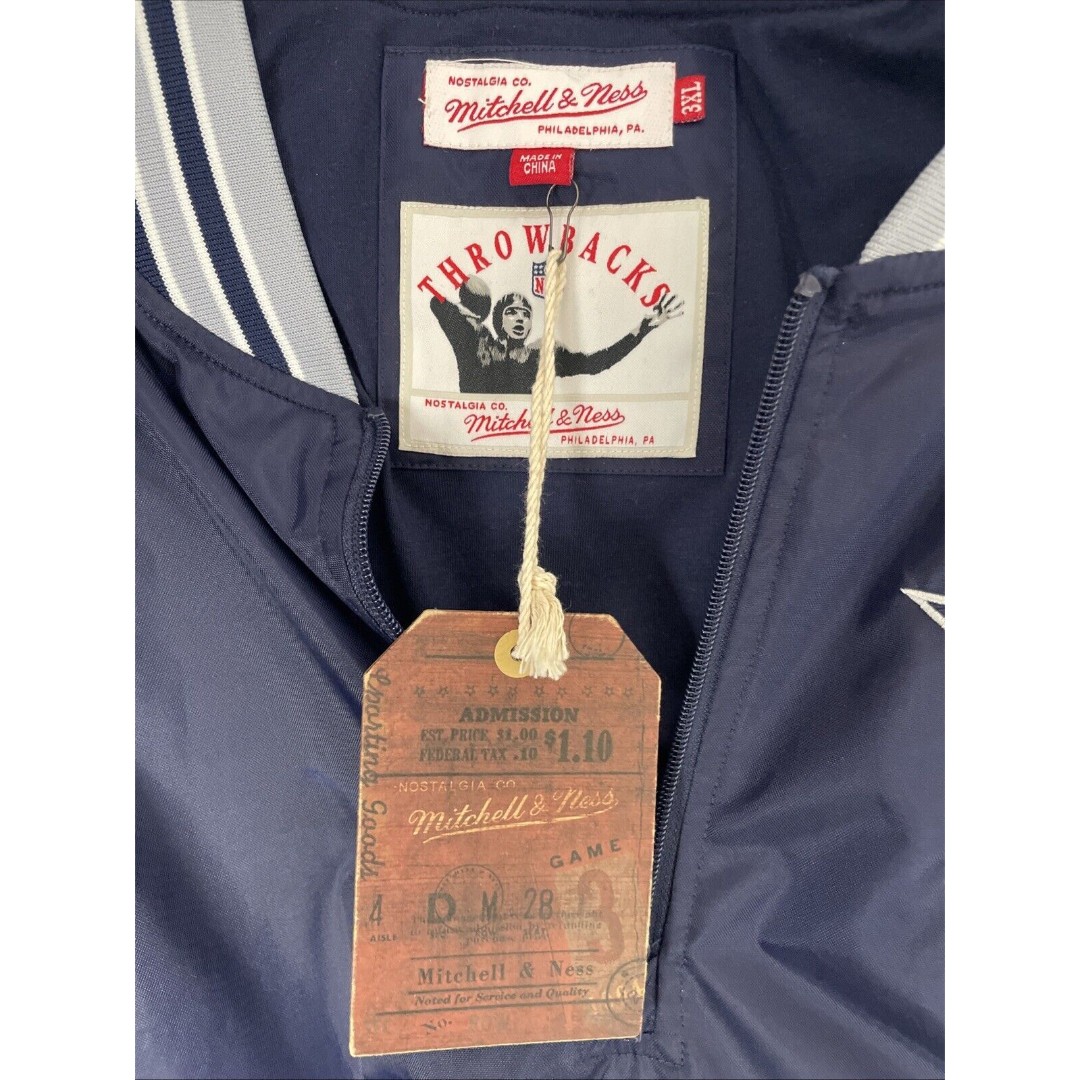 NOSTALGIA CO.
Mitchell & Ness
PHILADELPHIA, PA.
3XL
MADE IN
CHINA
THROWBACKS
N
NOSTALGIA CO.
Mitchell & Ness
PHILADELPHIA, PA
Sporting Goods
ADMISSION
EST. PRICE $1.00
FEDERAL TAX .10
$1.10
NOSTALGIA CO.
Mitchell & Ness
GAME
3
4 D M 28
AISLE
Mitchell & Ness
Noted for Service and Quality
No.